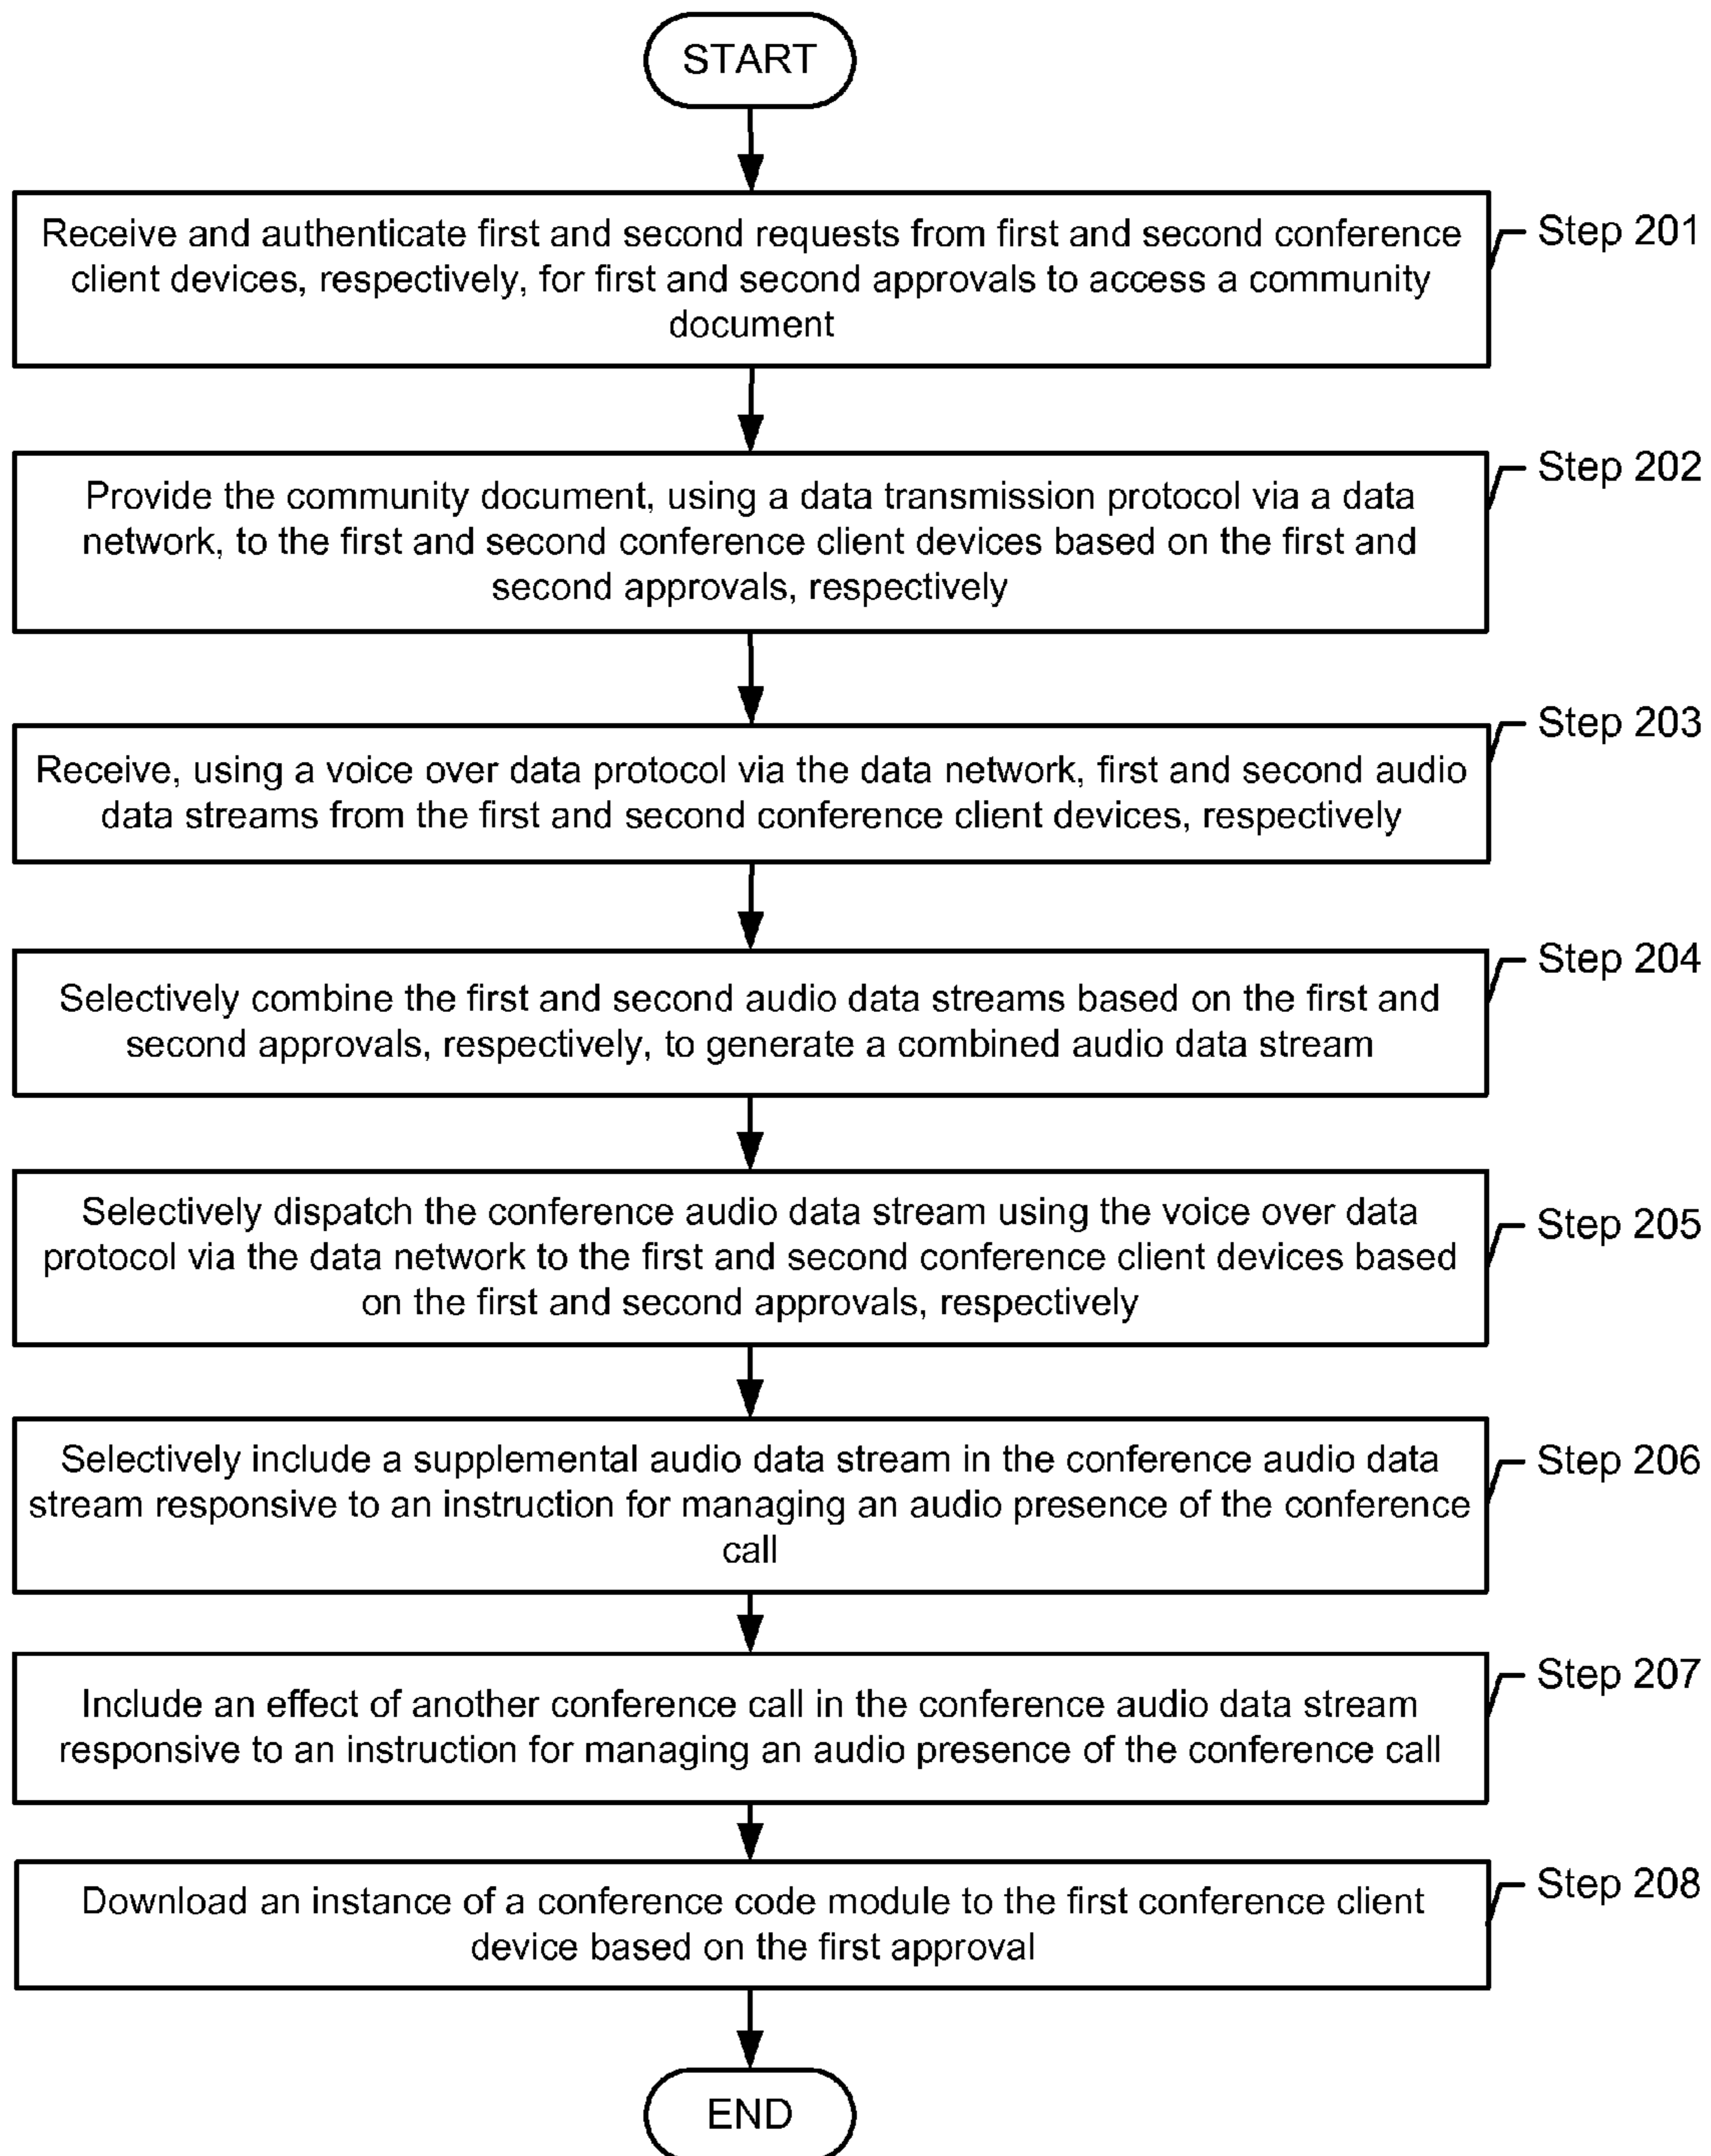 START
Receive and authenticate first and second requests from first and second conference
client devices, respectively, for first and second approvals to access a community
document
Step 201
Provide the community document, using a data transmission protocol via a data
network, to the first and second conference client devices based on the first and
second approvals, respectively
Step 202
Receive, using a voice over data protocol via the data network, first and second audio
data streams from the first and second conference client devices, respectively
Step 203
Selectively combine the first and second audio data streams based on the first and
second approvals, respectively, to generate a combined audio data stream
Step 204
Selectively dispatch the conference audio data stream using the voice over data
protocol via the data network to the first and second conference client devices based
on the first and second approvals, respectively
Step 205
Selectively include a supplemental audio data stream in the conference audio data
stream responsive to an instruction for managing an audio presence of the conference
call
Step 206
Include an effect of another conference call in the conference audio data stream
responsive to an instruction for managing an audio presence of the conference call
Step 207
Download an instance of a conference code module to the first conference client
device based on the first approval
Step 208
END